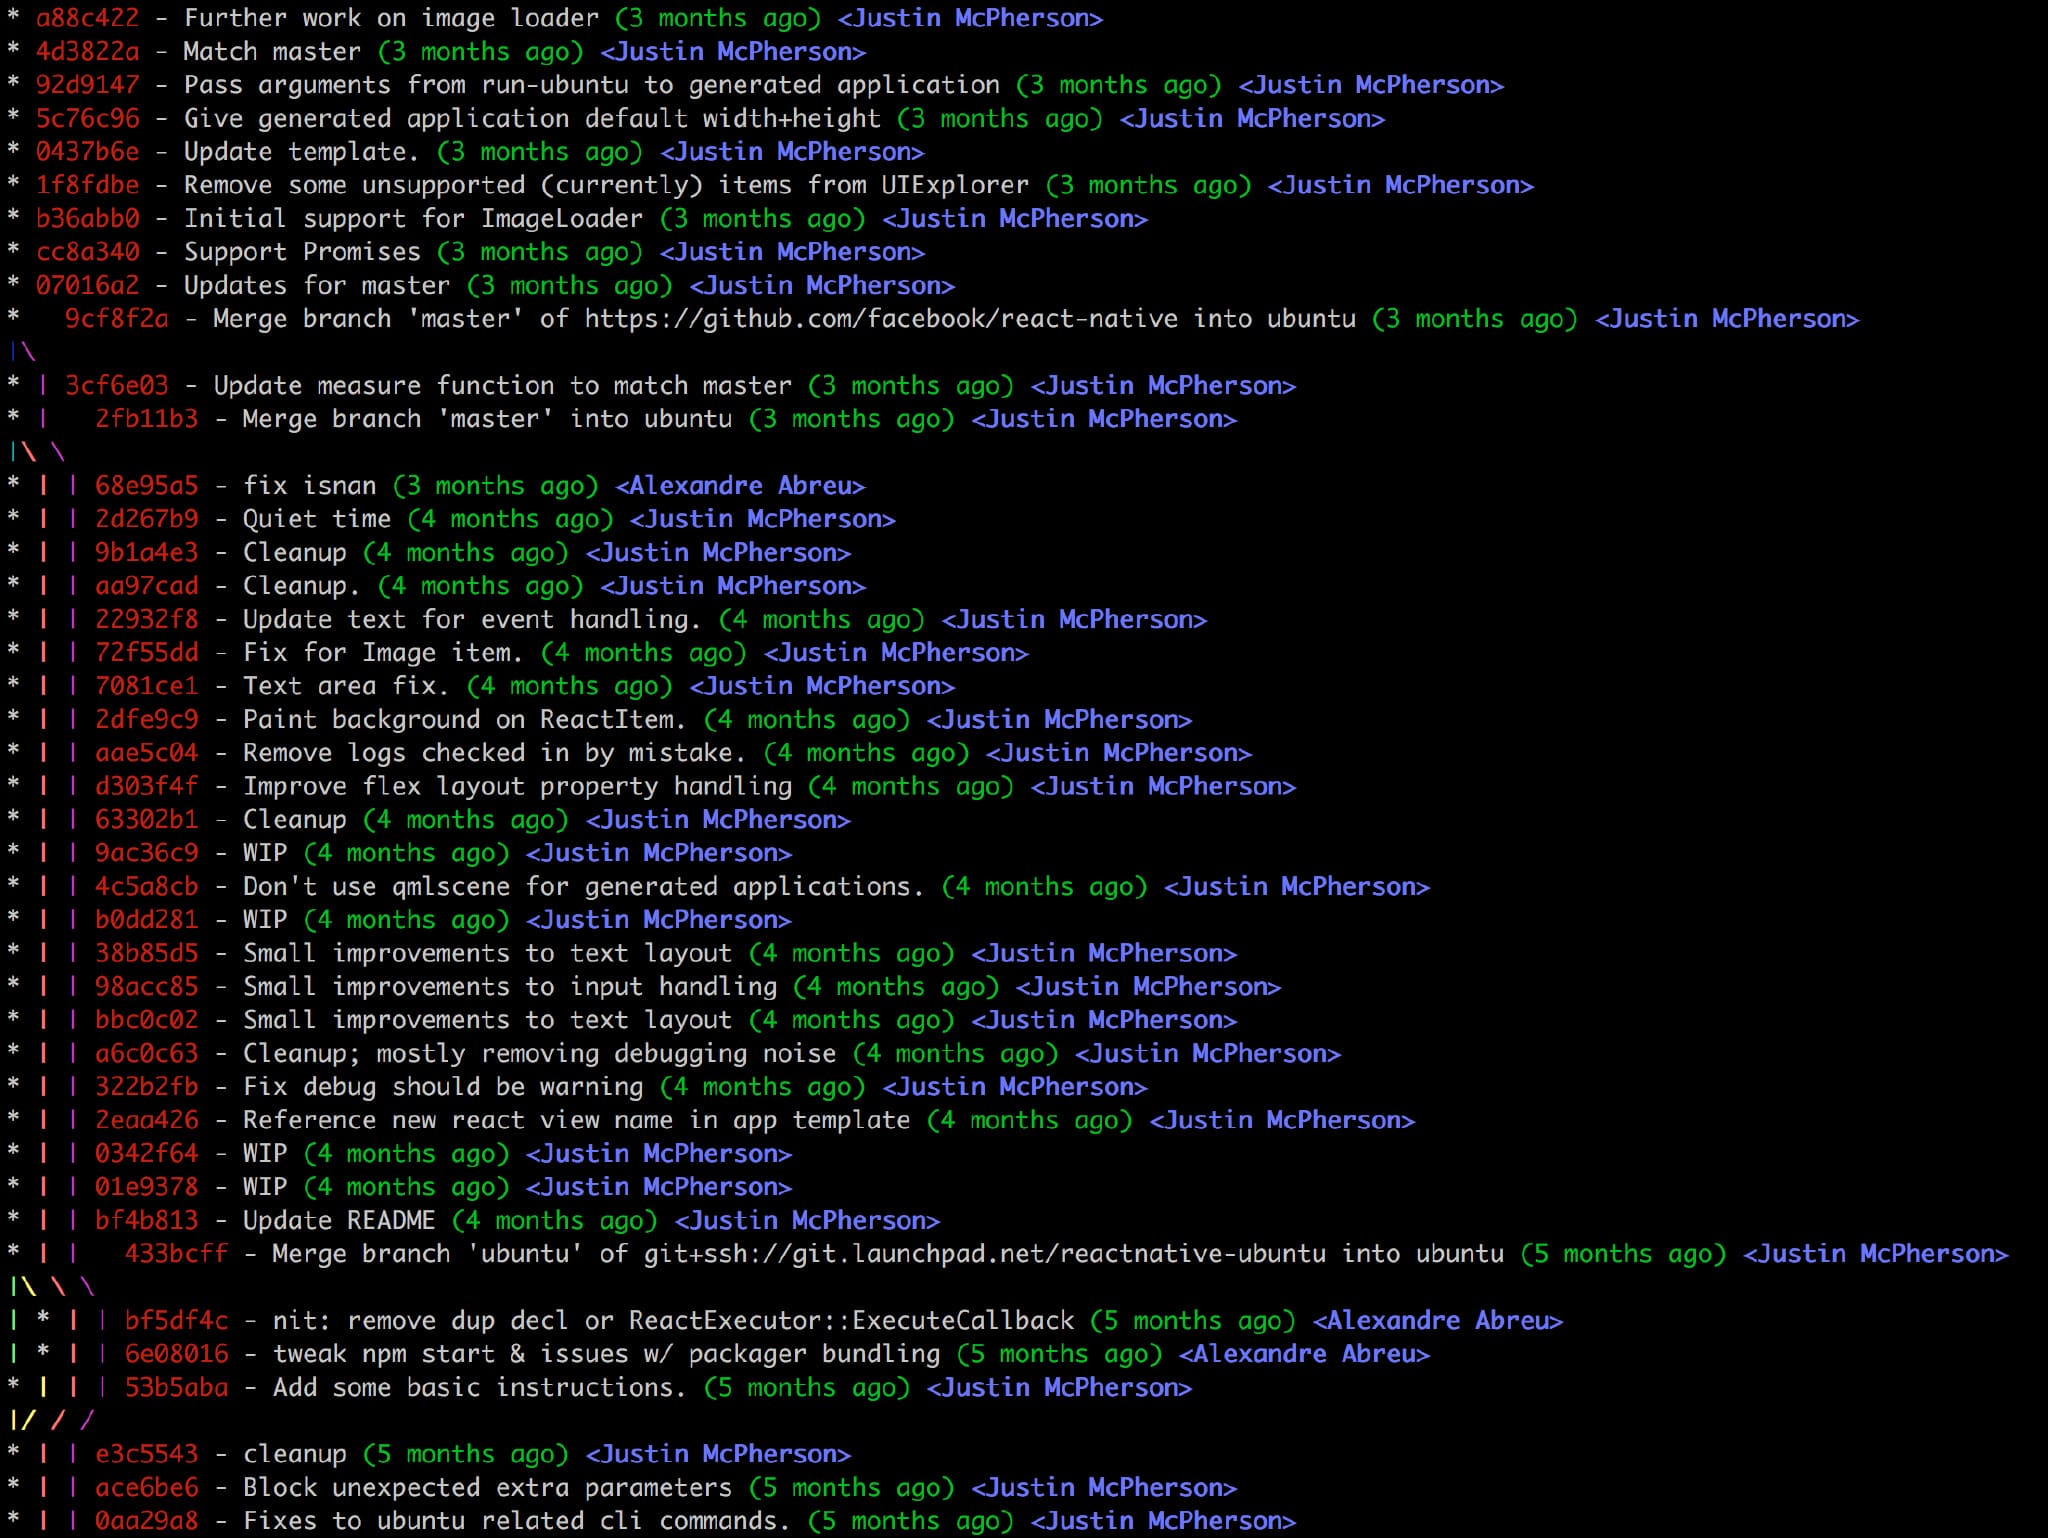 * a88c422 - Further work on image loader (3 months ago) <Justin McPherson>
* 4d3822a - Match master (3 months ago) <Justin McPherson>
* 92d9147 - Pass arguments from run-ubuntu to generated application (3 months ago) <Justin McPherson>
* 5c76c96 - Give generated application default width+height (3 months ago) <Justin McPherson>
* 0437b6e - Update template. (3 months ago) <Justin McPherson>
* 1f8fdbe - Remove some unsupported (currently) items from UIExplorer (3 months ago) <Justin McPherson>
* b36abb0 - Initial support for ImageLoader (3 months ago) <Justin McPherson>
* cc8a340 - Support Promises (3 months ago) <Justin McPherson>
* 07016a2 - Updates for master (3 months ago) <Justin McPherson>
*   9cf8f2a - Merge branch 'master' of https://github.com/facebook/react-native into ubuntu (3 months ago) <Justin McPherson>
|\
* | 3cf6e03 - Update measure function to match master (3 months ago) <Justin McPherson>
* |   2fb11b3 - Merge branch 'master' into ubuntu (3 months ago) <Justin McPherson>
|\ \
* | | 68e95a5 - fix isnan (3 months ago) <Alexandre Abreu>
* | | 2d267b9 - Quiet time (4 months ago) <Justin McPherson>
* | | 9b1a4e3 - Cleanup (4 months ago) <Justin McPherson>
* | | aa97cad - Cleanup. (4 months ago) <Justin McPherson>
* | | 22932f8 - Update text for event handling. (4 months ago) <Justin McPherson>
* | | 72f55dd - Fix for Image item. (4 months ago) <Justin McPherson>
* | | 7081ce1 - Text area fix. (4 months ago) <Justin McPherson>
* | | 2dfe9c9 - Paint background on ReactItem. (4 months ago) <Justin McPherson>
* | | aae5c04 - Remove logs checked in by mistake. (4 months ago) <Justin McPherson>
* | | d303f4f - Improve flex layout property handling (4 months ago) <Justin McPherson>
* | | 63302b1 - Cleanup (4 months ago) <Justin McPherson>
* | | 9ac36c9 - WIP (4 months ago) <Justin McPherson>
* | | 4c5a8cb - Don't use qmlscene for generated applications. (4 months ago) <Justin McPherson>
* | | b0dd281 - WIP (4 months ago) <Justin McPherson>
* | | 38b85d5 - Small improvements to text layout (4 months ago) <Justin McPherson>
* | | 98acc85 - Small improvements to input handling (4 months ago) <Justin McPherson>
* | | bbc0c02 - Small improvements to text layout (4 months ago) <Justin McPherson>
* | | a6c0c63 - Cleanup; mostly removing debugging noise (4 months ago) <Justin McPherson>
* | | 322b2fb - Fix debug should be warning (4 months ago) <Justin McPherson>
* | | 2eaa426 - Reference new react view name in app template (4 months ago) <Justin McPherson>
* | | 0342f64 - WIP (4 months ago) <Justin McPherson>
* | | 01e9378 - WIP (4 months ago) <Justin McPherson>
* | | bf4b813 - Update README (4 months ago) <Justin McPherson>
* | |   433bcff - Merge branch 'ubuntu' of git+ssh://git.launchpad.net/reactnative-ubuntu into ubuntu (5 months ago) <Justin McPherson>
|\ \ \
| * | | bf5df4c - nit: remove dup decl or ReactExecutor::ExecuteCallback (5 months ago) <Alexandre Abreu>
| * | | 6e08016 - tweak npm start & issues w/ packager bundling (5 months ago) <Alexandre Abreu>
* | | | 53b5aba - Add some basic instructions. (5 months ago) <Justin McPherson>
|/ / /
* | | e3c5543 - cleanup (5 months ago) <Justin McPherson>
* | | ace6be6 - Block unexpected extra parameters (5 months ago) <Justin McPherson>
* | | 0aa29a8 - Fixes to ubuntu related cli commands. (5 months ago) <Justin McPherson>